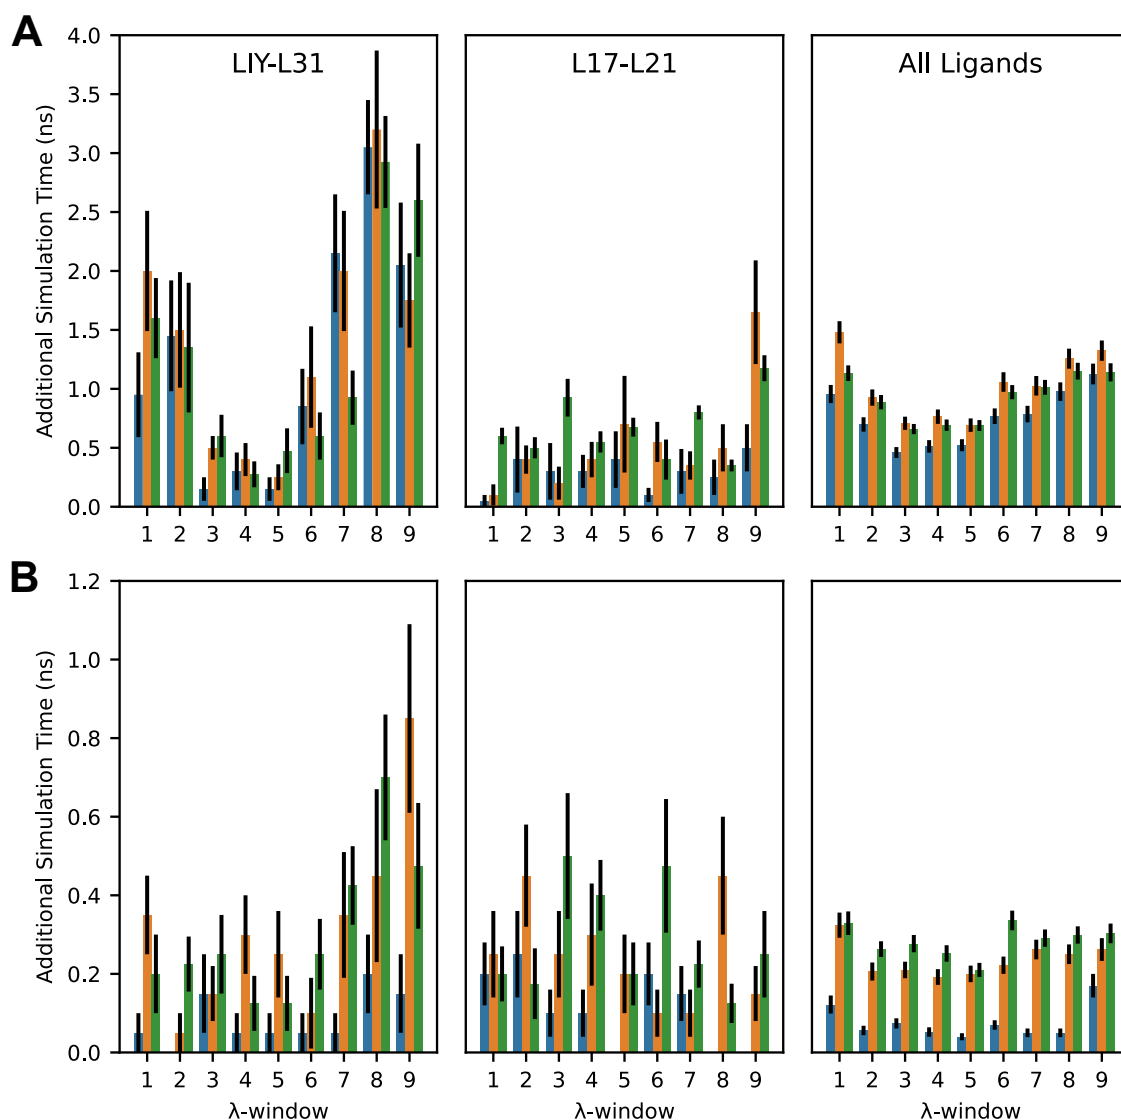 A
LIY-L31 L17-L21 All Ligands
Additional Simulation Time (ns)
4.0
3.5
3.0
2.5
2.0
1.5
1.0
0.5
0.0
1 2 3 4 5 6 7 8 9 1 2 3 4 5 6 7 8 9 1 2 3 4 5 6 7 8 9
B
Additional Simulation Time (ns)
1.2
1.0
0.8
0.6
0.4
0.2
0.0
1 2 3 4 5 6 7 8 9 1 2 3 4 5 6 7 8 9 1 2 3 4 5 6 7 8 9
λ-window λ-window λ-window